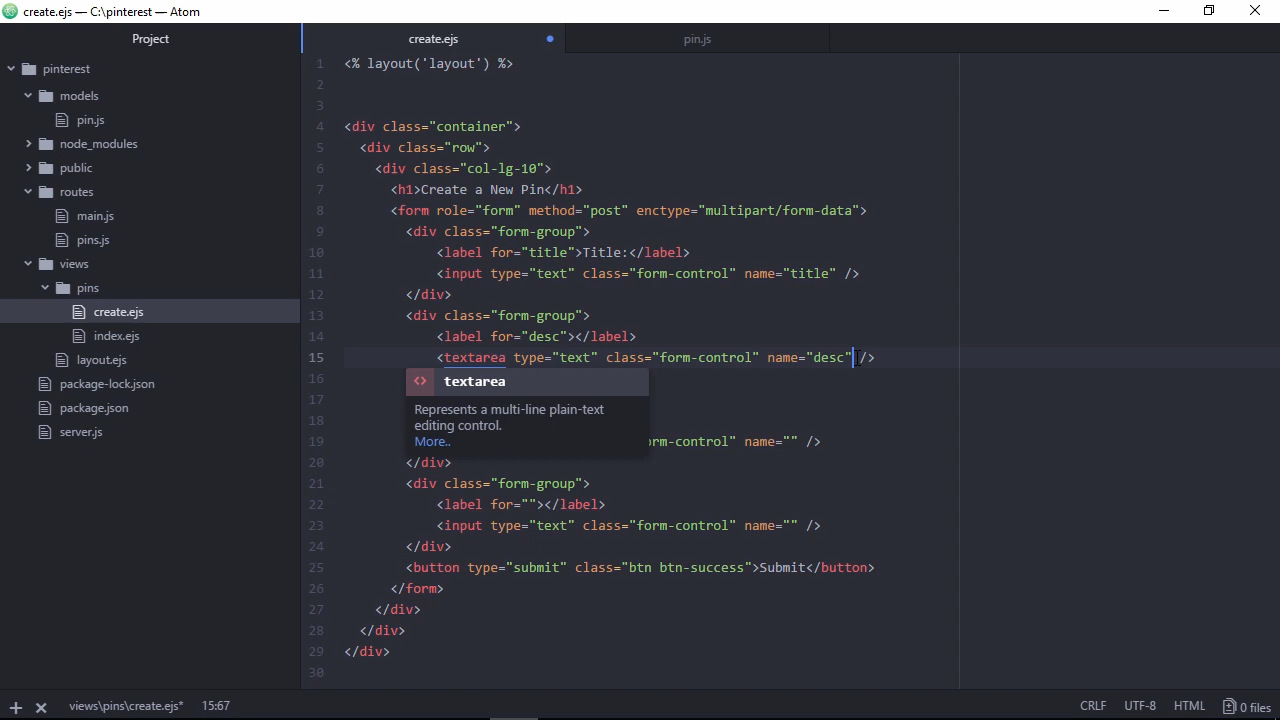 create.ejs — C:\pinterest — Atom
Project
create.ejs
pin.js
pinterest
models
pin.js
node_modules
public
routes
main.js
pins.js
views
pins
create.ejs
index.ejs
layout.ejs
package-lock.json
package.json
server.js
1 <% layout('layout') %>
2
3
4 <div class="container">
5 <div class="row">
6 <div class="col-lg-10">
7 <h1>Create a New Pin</h1>
8 <form role="form" method="post" enctype="multipart/form-data">
9 <div class="form-group">
10 <label for="title">Title:</label>
11 <input type="text" class="form-control" name="title" />
12 </div>
13 <div class="form-group">
14 <label for="desc"></label>
15 <textarea type="text" class="form-control" name="desc" />
16
textarea
17
Represents a multi-line plain-text
18
editing control.
More..
19 orm-control" name="" />
20 </div>
21 <div class="form-group">
22 <label for=""></label>
23 <input type="text" class="form-control" name="" />
24 </div>
25 <button type="submit" class="btn btn-success">Submit</button>
26 </form>
27 </div>
28 </div>
29 </div>
30
views\pins\create.ejs* 15:67 CRLF UTF-8 HTML 0 files